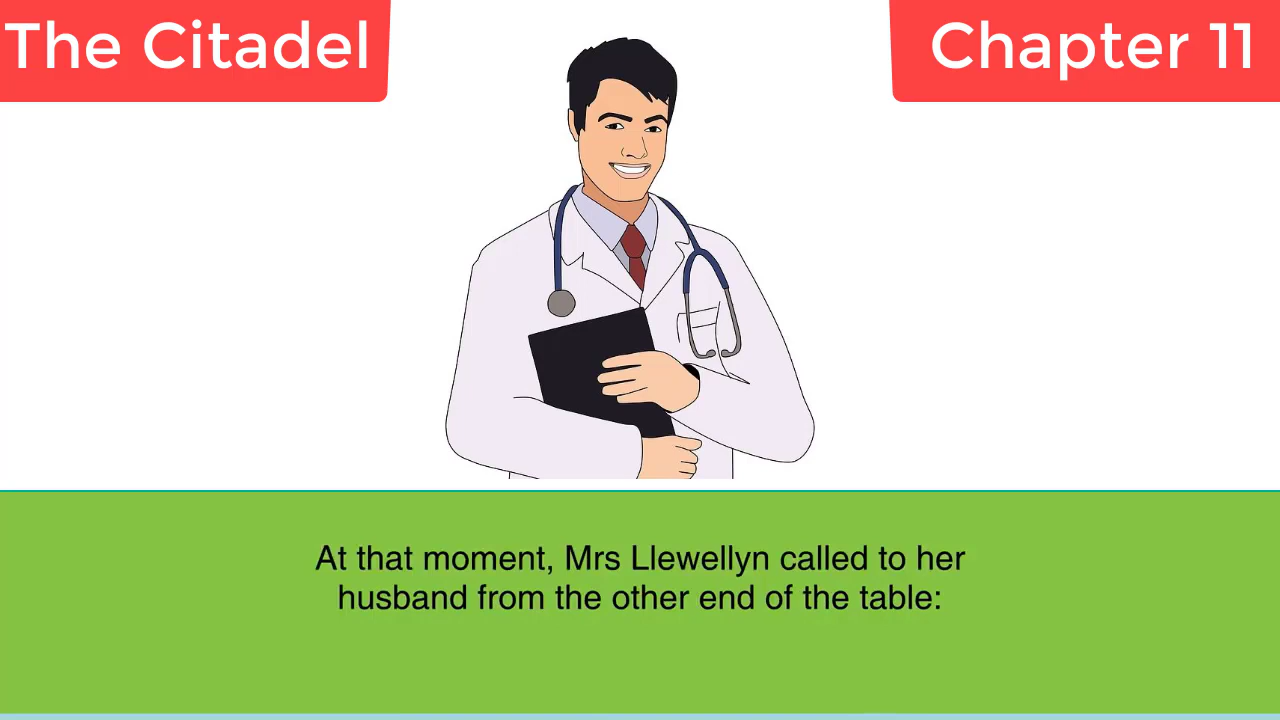 The Citadel
Chapter 11
At that moment, Mrs Llewellyn called to her
husband from the other end of the table: